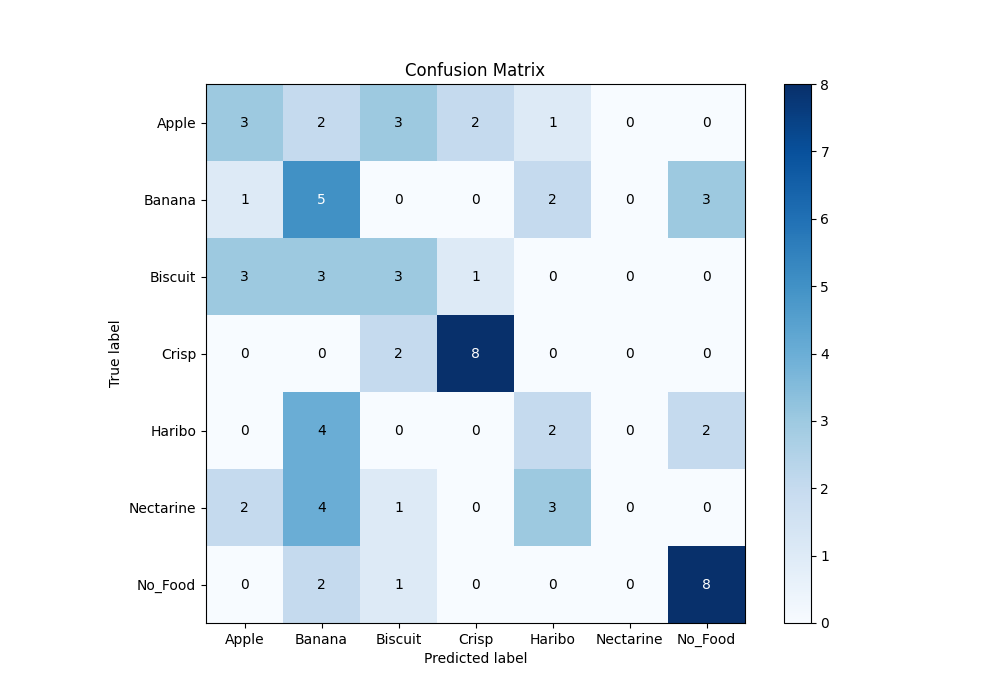 Confusion Matrix
True label
Apple 3 2 3 2 1 0 0
Banana 1 5 0 0 2 0 3
Biscuit 3 3 3 1 0 0 0
Crisp 0 0 2 8 0 0 0
Haribo 0 4 0 0 2 0 2
Nectarine 2 4 1 0 3 0 0
No_Food 0 2 1 0 0 0 8
Apple Banana Biscuit Crisp Haribo Nectarine No_Food
Predicted label
8
7
6
5
4
3
2
1
0